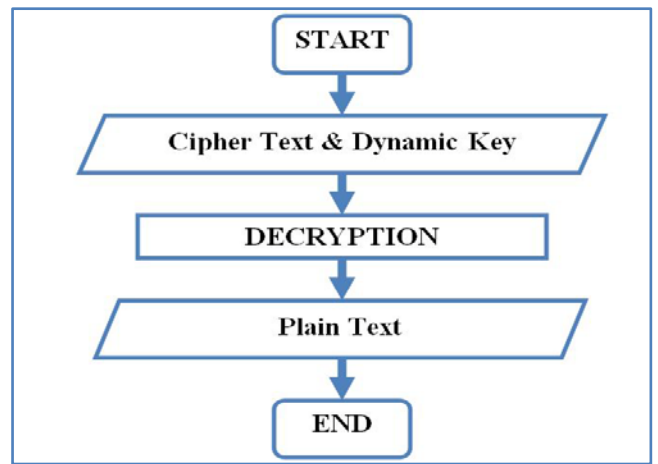 START
Cipher Text & Dynamic Key
DECRYPTION
Plain Text
END